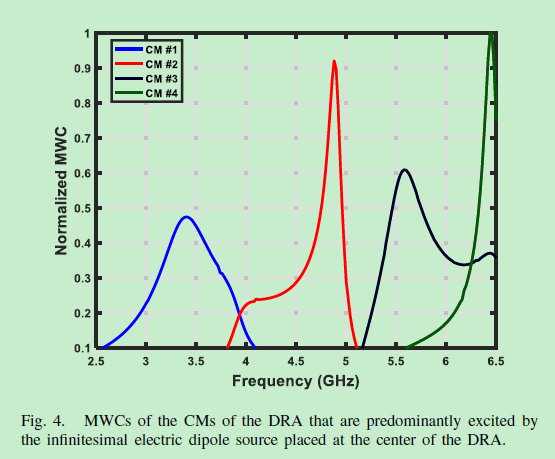 CM #1
CM #2
CM #3
CM #4
1
0.9
0.8
0.7
0.6
0.5
0.4
0.3
0.2
0.1
Normalized MWC
2.5 3 3.5 4 4.5 5 5.5 6 6.5
Frequency (GHz)
Fig. 4. MWCs of the CMs of the DRA that are predominantly excited by
the infinitesimal electric dipole source placed at the center of the DRA.